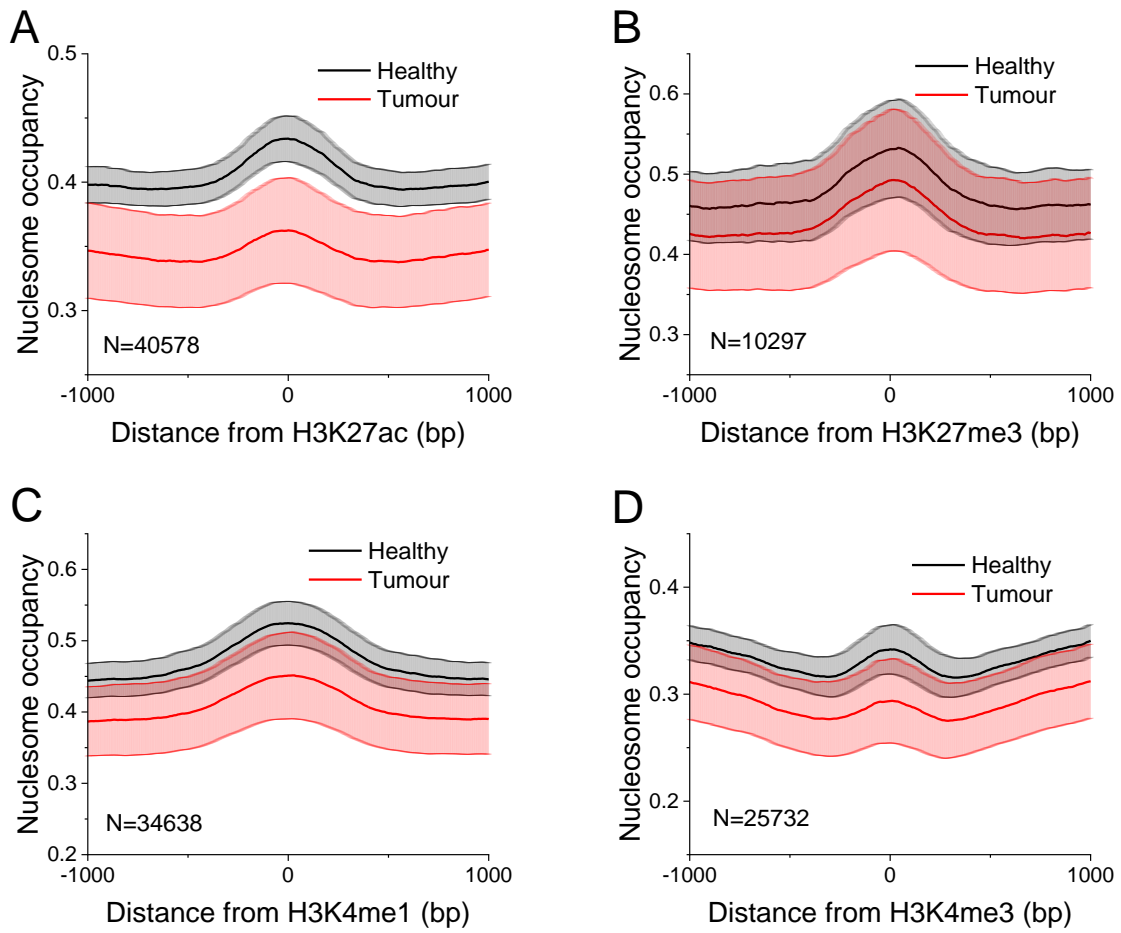 A
Nuclesome occupancy
0.5
0.4
0.3
Healthy
Tumour
N=40578
-1000
0
1000
Distance from H3K27ac (bp)
B
Nucleosome occupancy
0.6
0.5
0.4
0.3
Healthy
Tumour
N=10297
-1000
0
1000
Distance from H3K27me3 (bp)
C
Nuclesome occupancy
0.6
0.5
0.4
0.3
0.2
Healthy
Tumour
N=34638
-1000
0
1000
Distance from H3K4me1 (bp)
D
Nucleosome occupancy
0.4
0.3
0.2
Healthy
Tumour
N=25732
-1000
0
1000
Distance from H3K4me3 (bp)